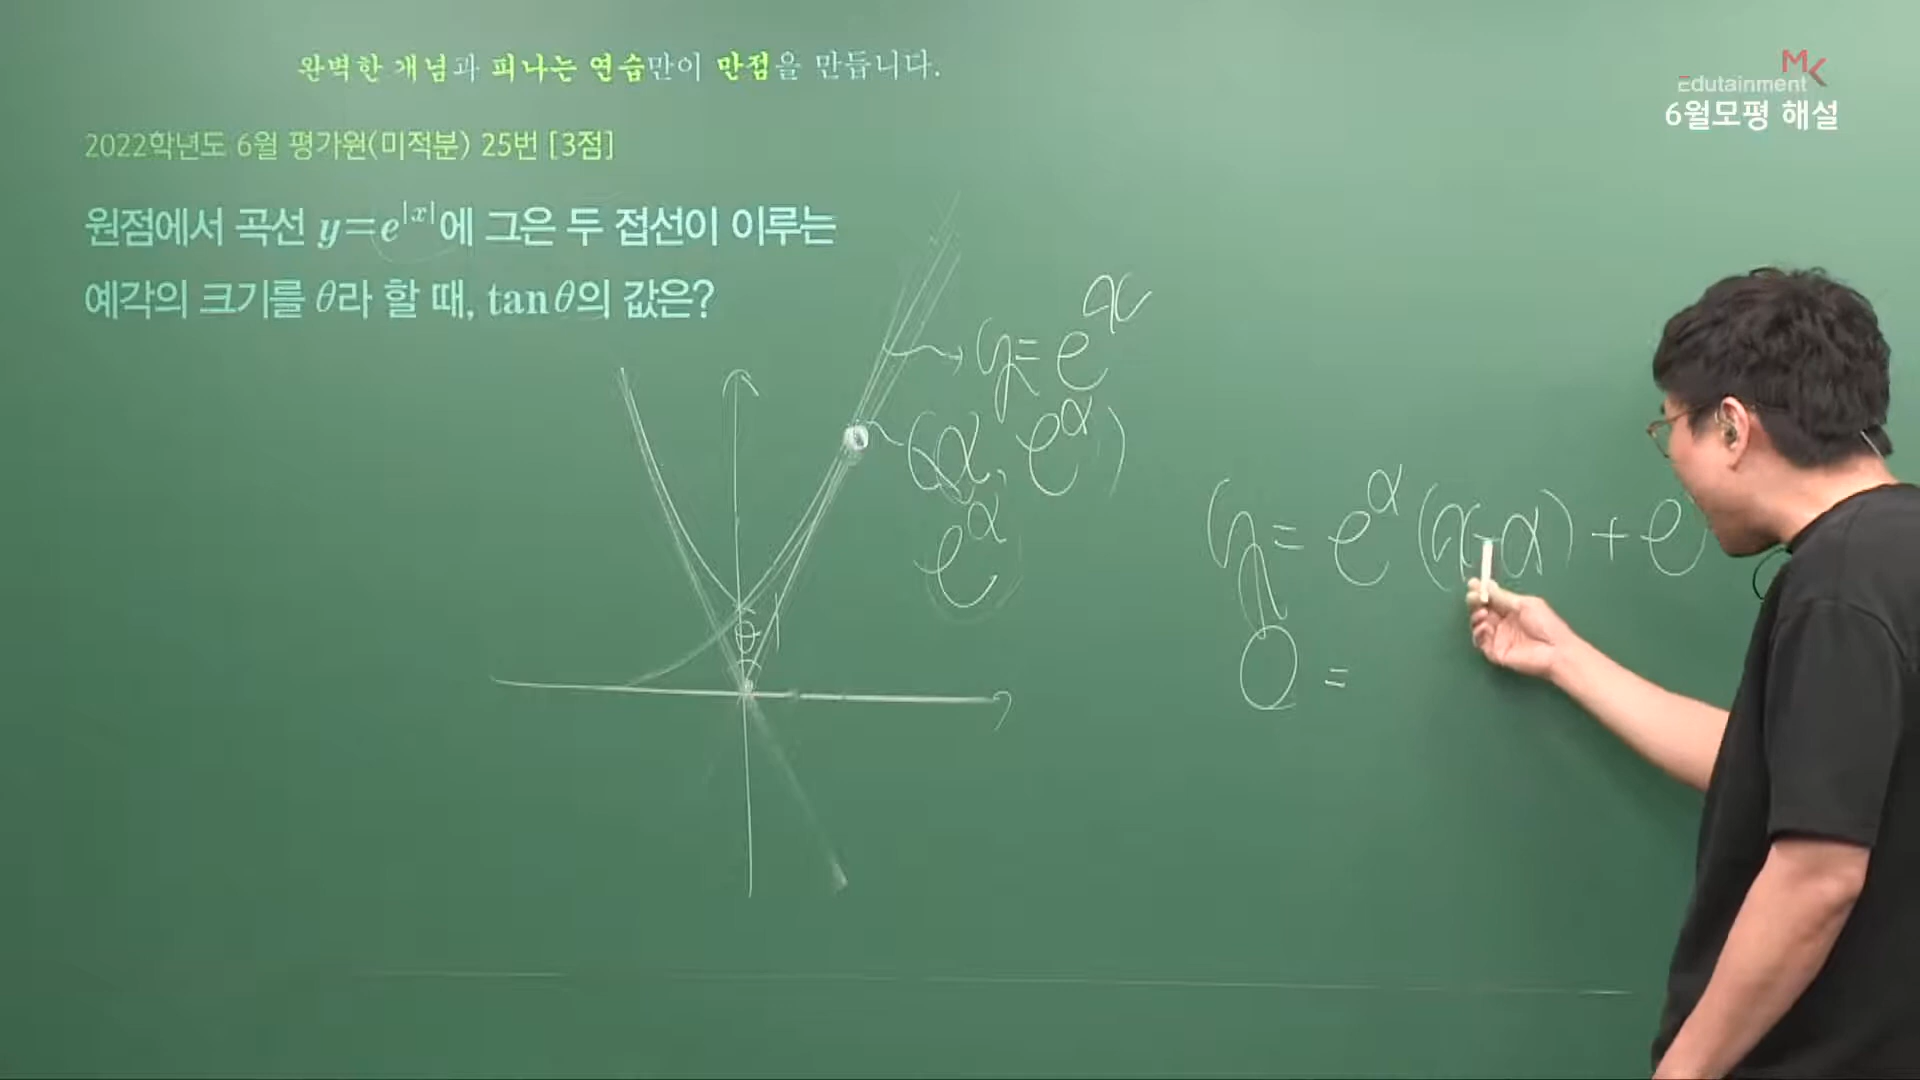 완벽한 개념과 피나는 연습만이 만점을 만듭니다.
MK
Edutainment
6월모평 해설
2022학년도 6월 평가원(미적분) 25번 [3점]
원점에서 곡선 y=e^|x|에 그은 두 접선이 이루는
예각의 크기를 θ라 할 때, tanθ의 값은?
y=e^x
(α, e^α)
e^α
y = e^α(x-α) + e
0 =
θ
1